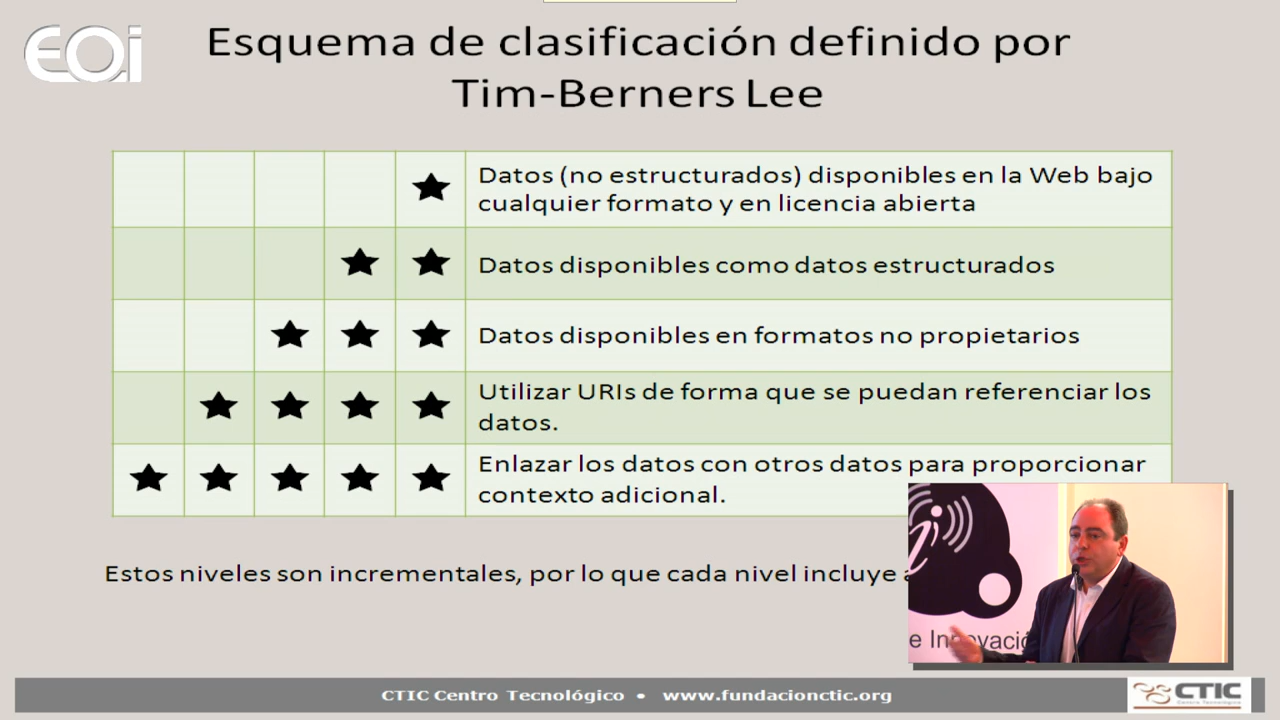 EOi
Esquema de clasificación definido por
Tim-Berners Lee
Datos (no estructurados) disponibles en la Web bajo
cualquier formato y en licencia abierta
Datos disponibles como datos estructurados
Datos disponibles en formatos no propietarios
Utilizar URIs de forma que se puedan referenciar los
datos.
Enlazar los datos con otros datos para proporcionar
contexto adicional.
Estos niveles son incrementales, por lo que cada nivel incluye
i
e Innovació
CTIC Centro Tecnológico • www.fundacionctic.org
CTIC
Centro Tecnológico